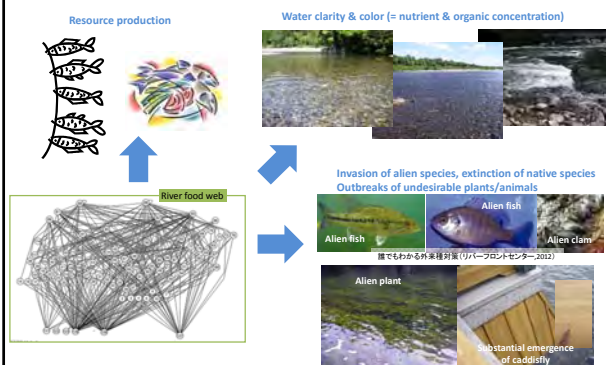 Resource production
Water clarity & color (= nutrient & organic concentration)
River food web
Invasion of alien species, extinction of native species
Outbreaks of undesirable plants/animals
Alien fish
Alien fish
Alien clam
誰でもわかる外来種対策(リバーフロントセンター,2012)
Alien plant
Substantial emergence
of caddisfly